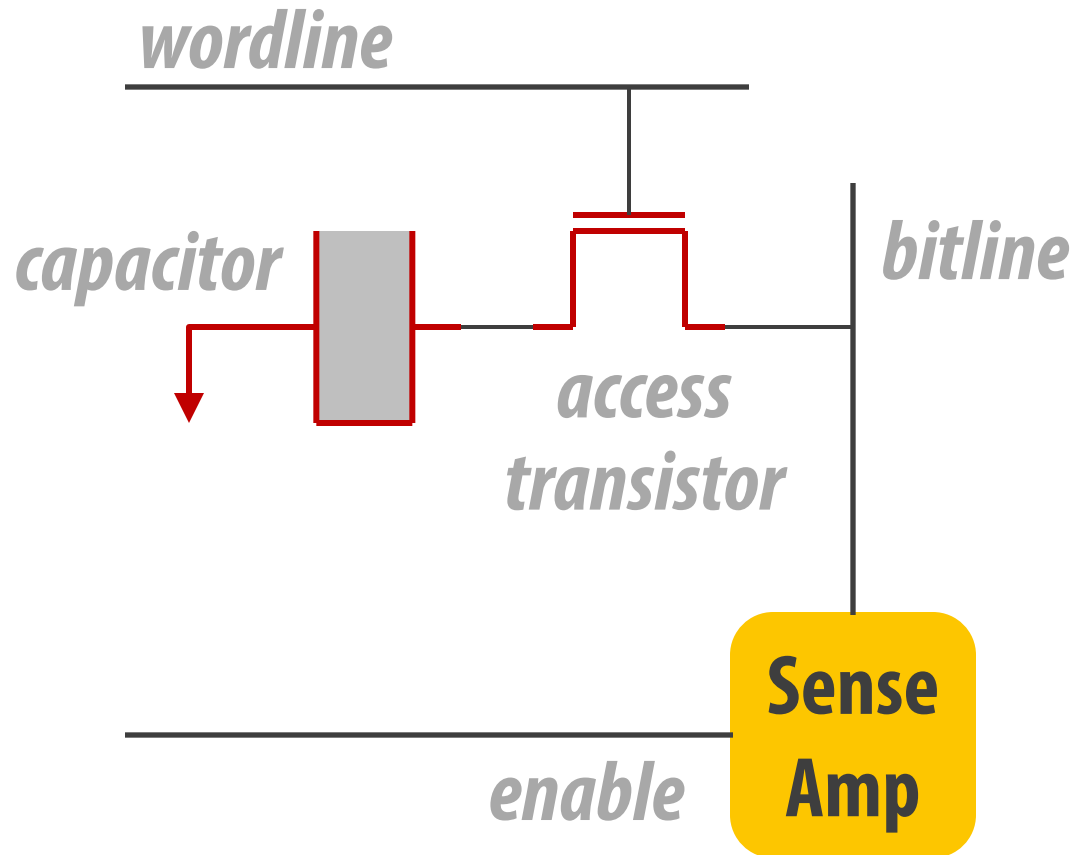 wordline
capacitor
bitline
access
transistor
Sense
Amp
enable